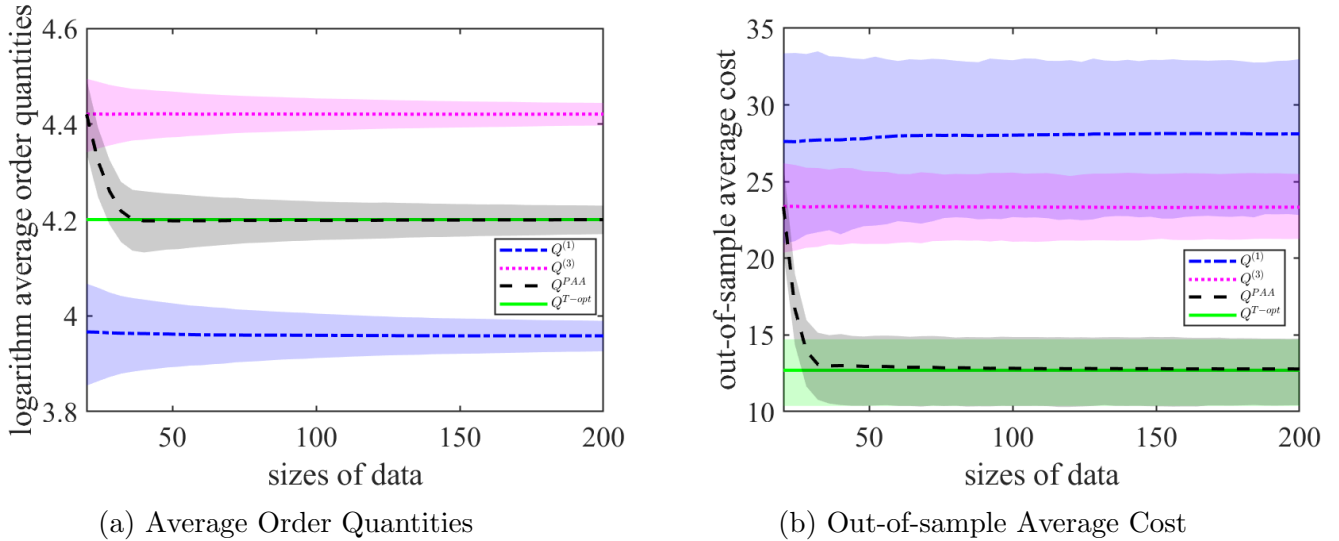 logarithm average order quantities
4.6
4.4
4.2
4
3.8
50
100
150
200
sizes of data
Q^(1)
Q^(3)
Q^PAA
Q^T-opt
(a) Average Order Quantities
out-of-sample average cost
35
30
25
20
15
10
50
100
150
200
sizes of data
Q^(1)
Q^(3)
Q^PAA
Q^T-opt
(b) Out-of-sample Average Cost